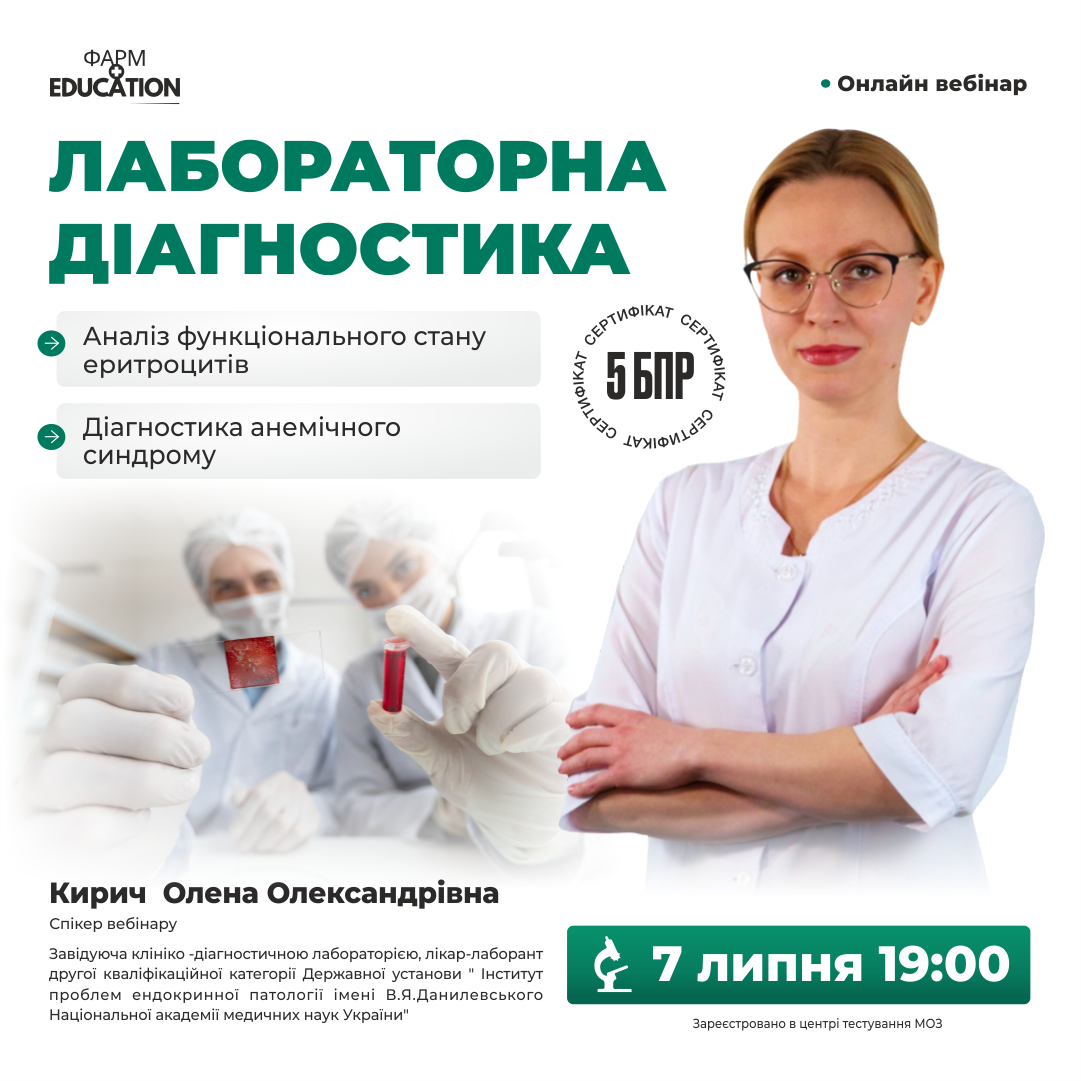 ФАРМ
EDUCATION
Онлайн вебінар
ЛАБОРАТОРНА
ДІАГНОСТИКА
Аналіз функціонального стану
еритроцитів
Діагностика анемічного
синдрому
СЕРТИФІКАТ СЕРТИФІКАТ СЕРТИФІКАТ СЕРТИФІКАТ
5 БПР
Кирич Олена Олександрівна
Спікер вебінару
Завідуюча клініко -діагностичною лабораторією, лікар-лаборант
другої кваліфікаційної категорії Державної установи " Інститут
проблем ендокринної патології імені В.Я.Данилевського
Національної академії медичних наук України"
7 липня 19:00
Зареєстровано в центрі тестування МОЗ